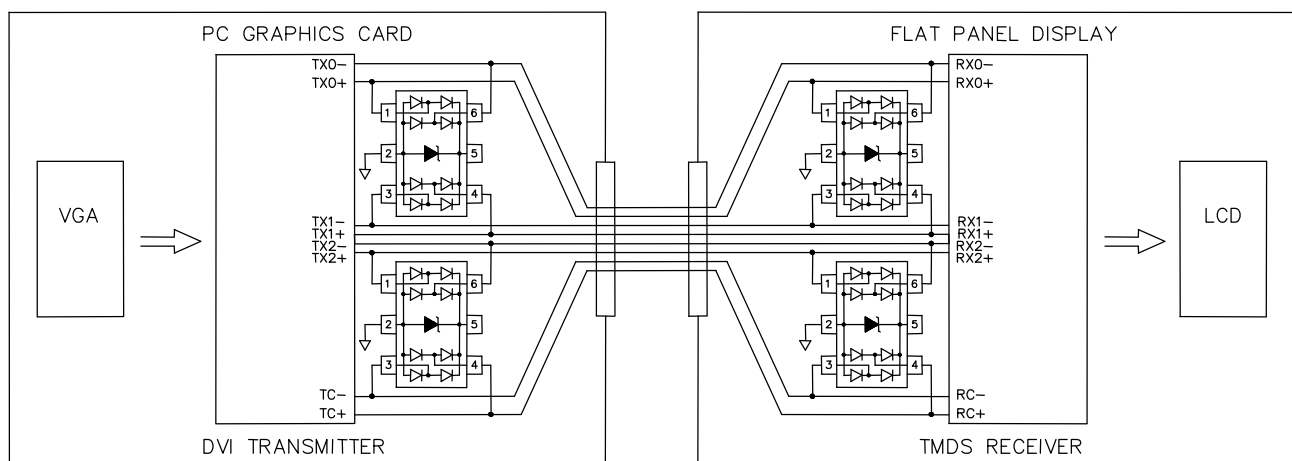 PC GRAPHICS CARD
FLAT PANEL DISPLAY
TX0-
TX0+
1
6
2
5
3
4
TX1-
TX1+
TX2-
TX2+
1
6
2
5
3
4
TC-
TC+
VGA
DVI TRANSMITTER
RX0-
RX0+
1
6
2
5
3
4
RX1-
RX1+
RX2-
RX2+
1
6
2
5
3
4
RC-
RC+
LCD
TMDS RECEIVER